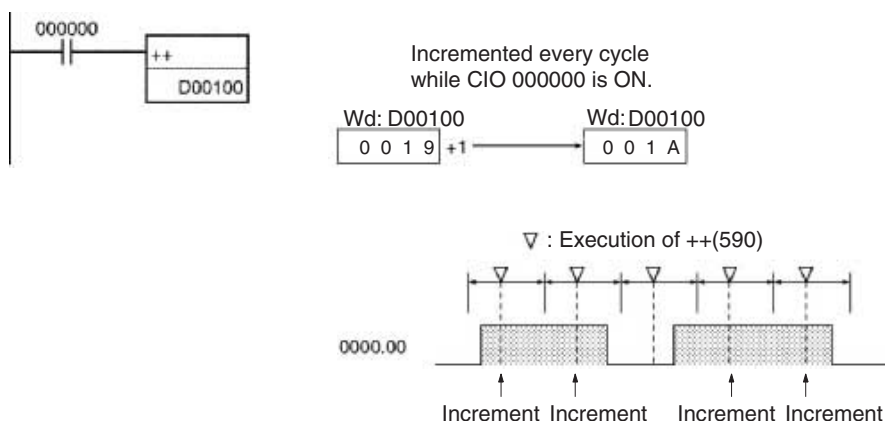 000000
++
D00100
Incremented every cycle
while CIO 000000 is ON.
Wd: D00100
Wd: D00100
0 0 1 9 +1
0 0 1 A
▽ : Execution of ++(590)
0000.00
Increment Increment Increment Increment